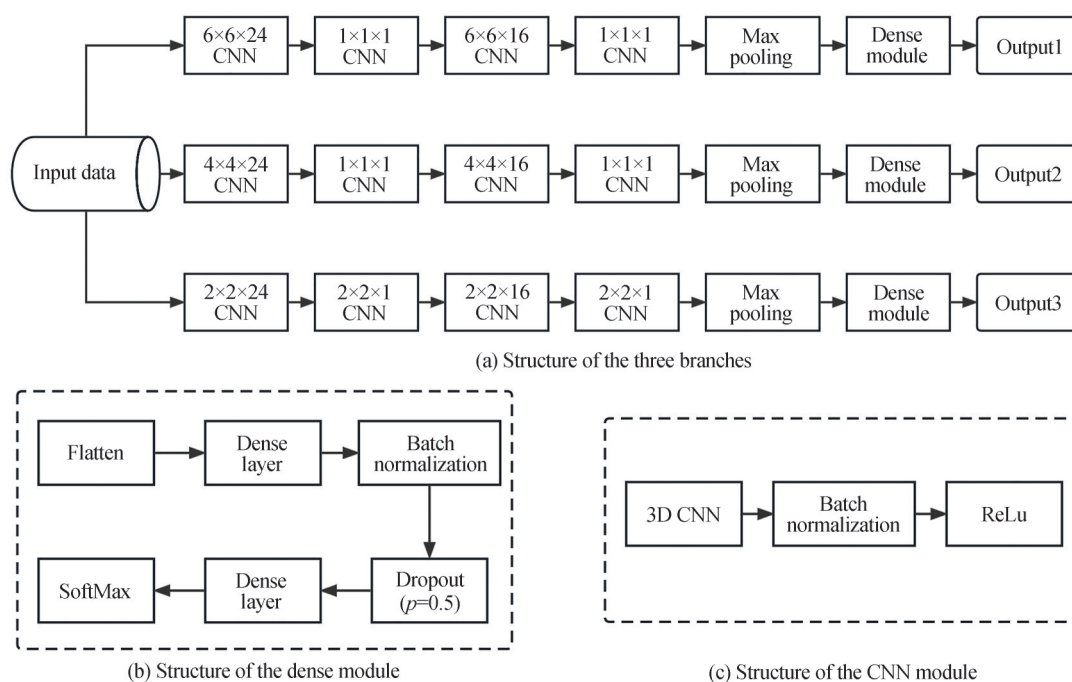 6×6×24
CNN
1×1×1
CNN
6×6×16
CNN
1×1×1
CNN
Max
pooling
Dense
module
Output1
Input data
4×4×24
CNN
1×1×1
CNN
4×4×16
CNN
1×1×1
CNN
Max
pooling
Dense
module
Output2
2×2×24
CNN
2×2×1
CNN
2×2×16
CNN
2×2×1
CNN
Max
pooling
Dense
module
Output3
(a) Structure of the three branches
Flatten
Dense
layer
Batch
normalization
SoftMax
Dense
layer
Dropout
(p=0.5)
(b) Structure of the dense module
3D CNN
Batch
normalization
ReLu
(c) Structure of the CNN module